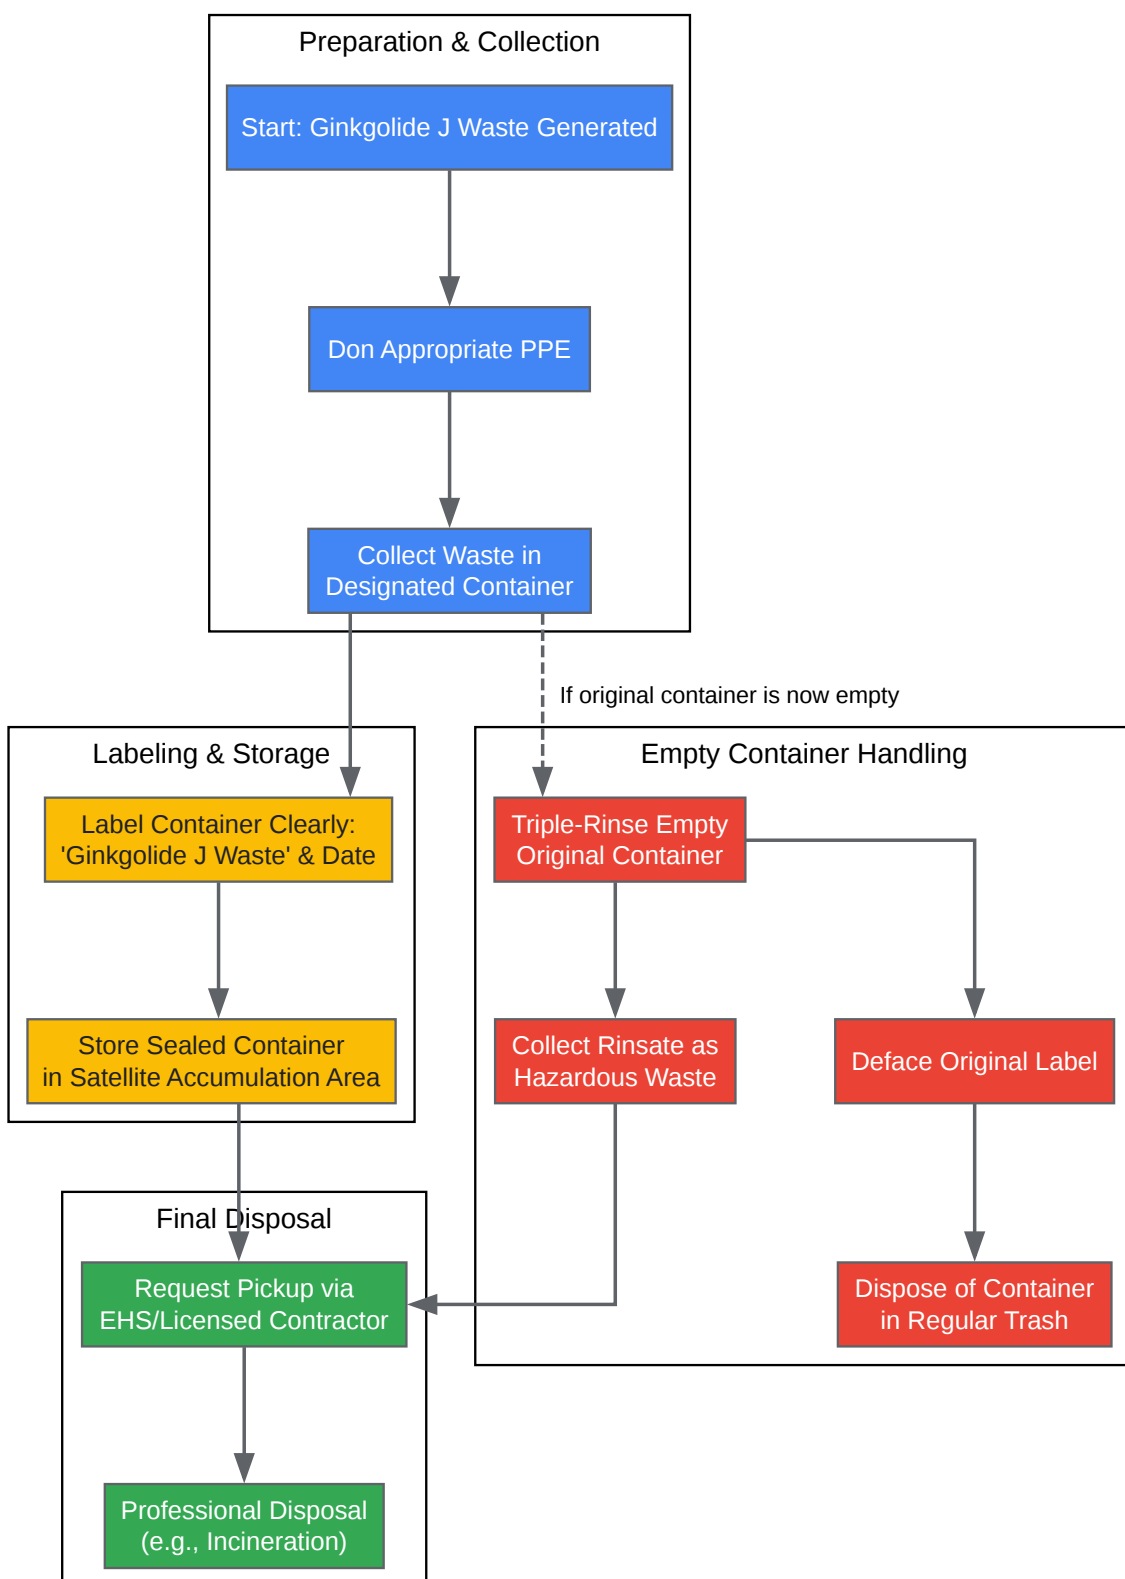 Preparation & Collection
Start: Ginkgolide J Waste Generated
Don Appropriate PPE
Collect Waste in
Designated Container
If original container is now empty
Labeling & Storage
Label Container Clearly:
'Ginkgolide J Waste' & Date
Store Sealed Container
in Satellite Accumulation Area
Empty Container Handling
Triple-Rinse Empty
Original Container
Collect Rinsate as
Hazardous Waste
Deface Original Label
Dispose of Container
in Regular Trash
Final Disposal
Request Pickup via
EHS/Licensed Contractor
Professional Disposal
(e.g., Incineration)